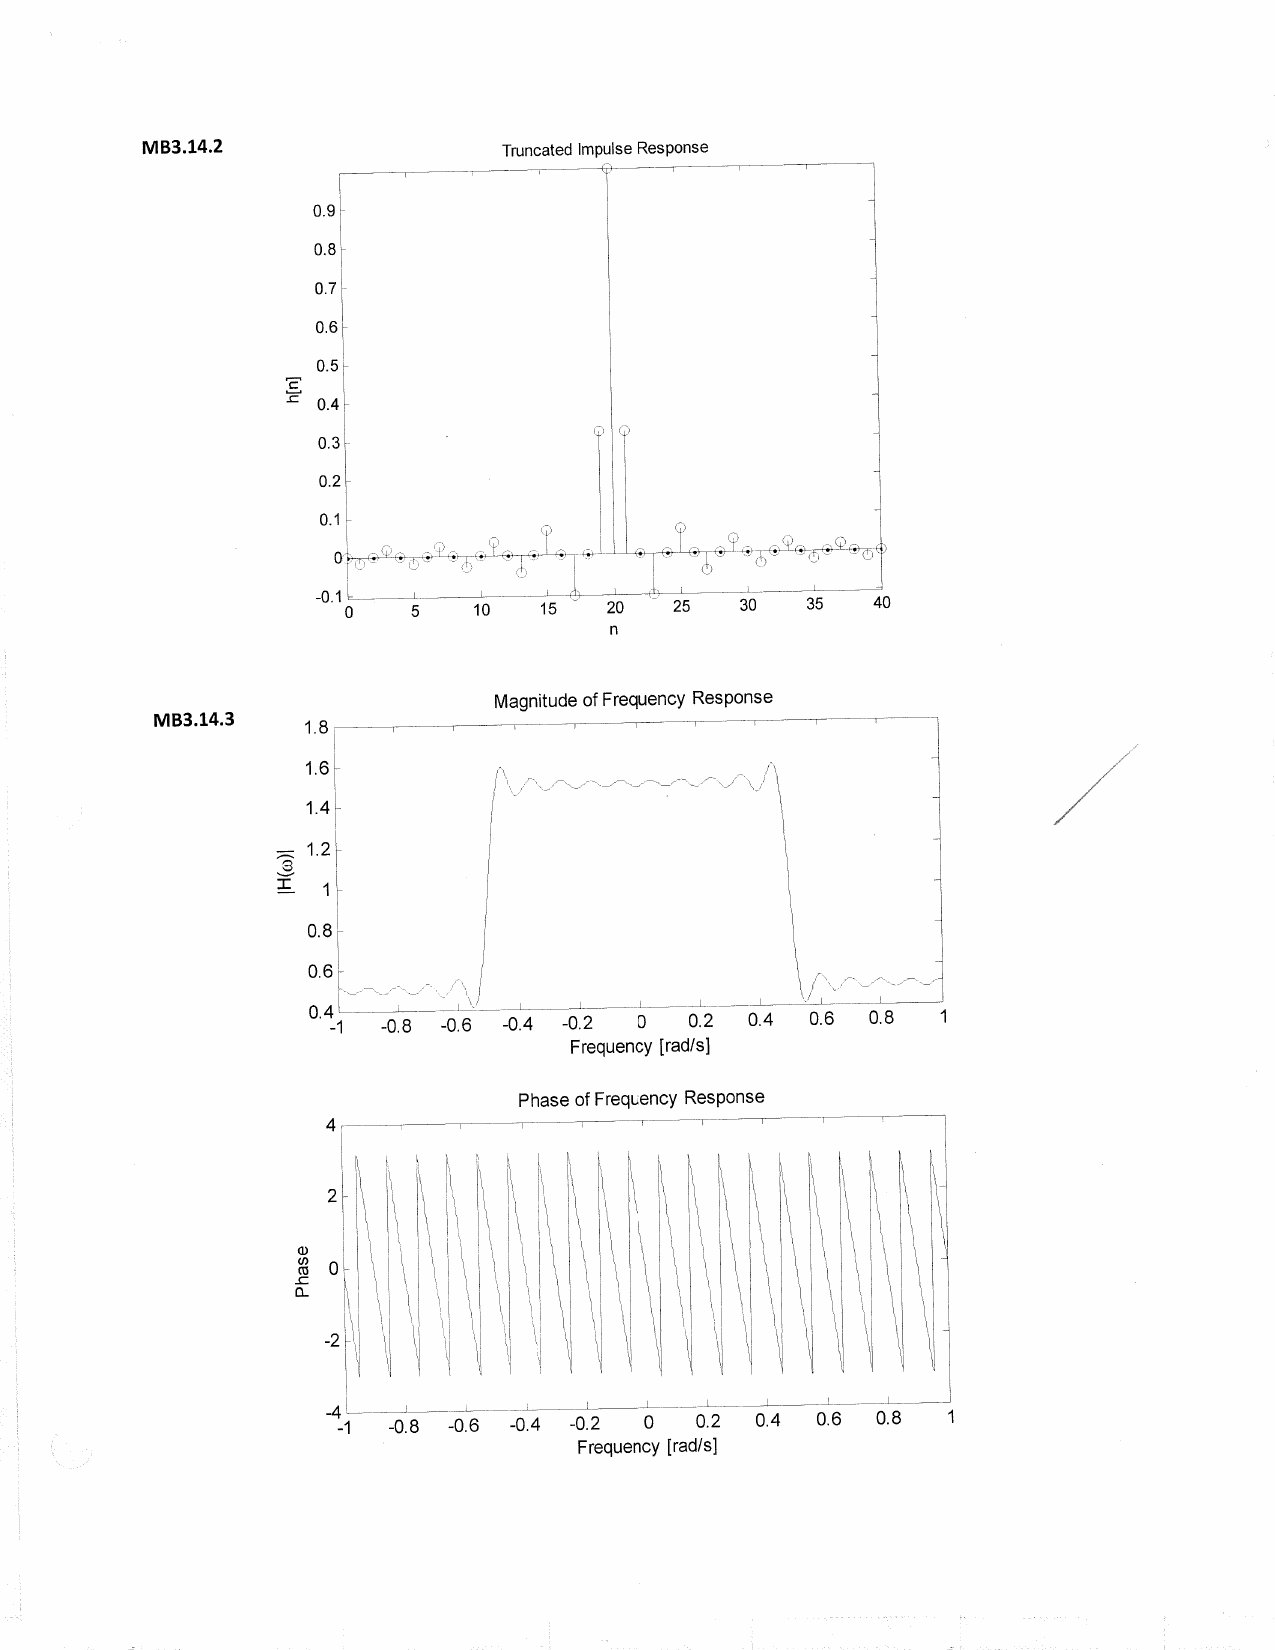 MB3.14.2
Truncated Impulse Response
0.9
0.8
0.7
0.6
0.5
0.4
0.3
0.2
0.1
0
-0.1
h[n]
0 5 10 15 20 25 30 35 40
n
MB3.14.3
Magnitude of Frequency Response
1.8
1.6
1.4
1.2
1
0.8
0.6
0.4
|H(ω)|
-1 -0.8 -0.6 -0.4 -0.2 0 0.2 0.4 0.6 0.8 1
Frequency [rad/s]
Phase of Frequency Response
4
2
0
-2
-4
Phase
-1 -0.8 -0.6 -0.4 -0.2 0 0.2 0.4 0.6 0.8 1
Frequency [rad/s]